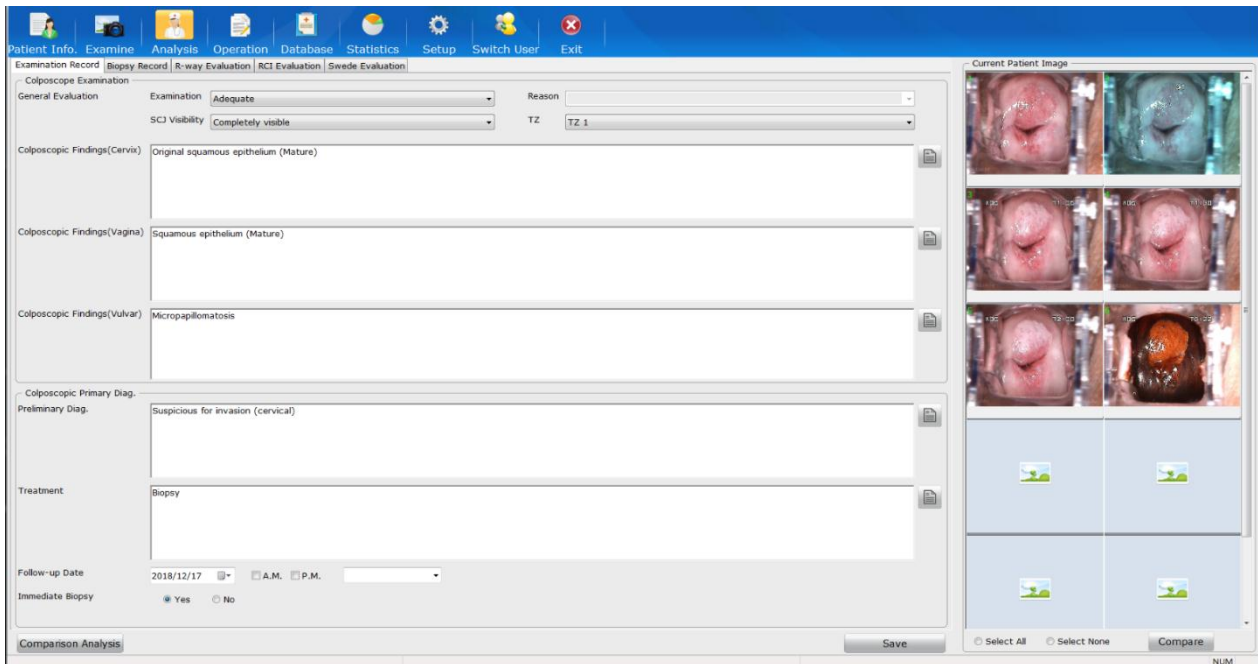 Patient Info. Examine Analysis Operation Database Statistics Setup Switch User Exit
Examination Record Biopsy Record R-way Evaluation RCI Evaluation Swede Evaluation
Colposcope Examination
General Evaluation Examination Adequate Reason
SCJ Visibility Completely visible TZ TZ 1
Colposcopic Findings(Cervix) Original squamous epithelium (Mature)
Colposcopic Findings(Vagina) Squamous epithelium (Mature)
Colposcopic Findings(Vulvar) Micropapillomatosis
Colposcopic Primary Diag.
Preliminary Diag. Suspicious for invasion (cervical)
Treatment Biopsy
Follow-up Date 2018/12/17 A.M. P.M.
Immediate Biopsy Yes No
Comparison Analysis Save
Current Patient Image
Select All Select None Compare
NUM